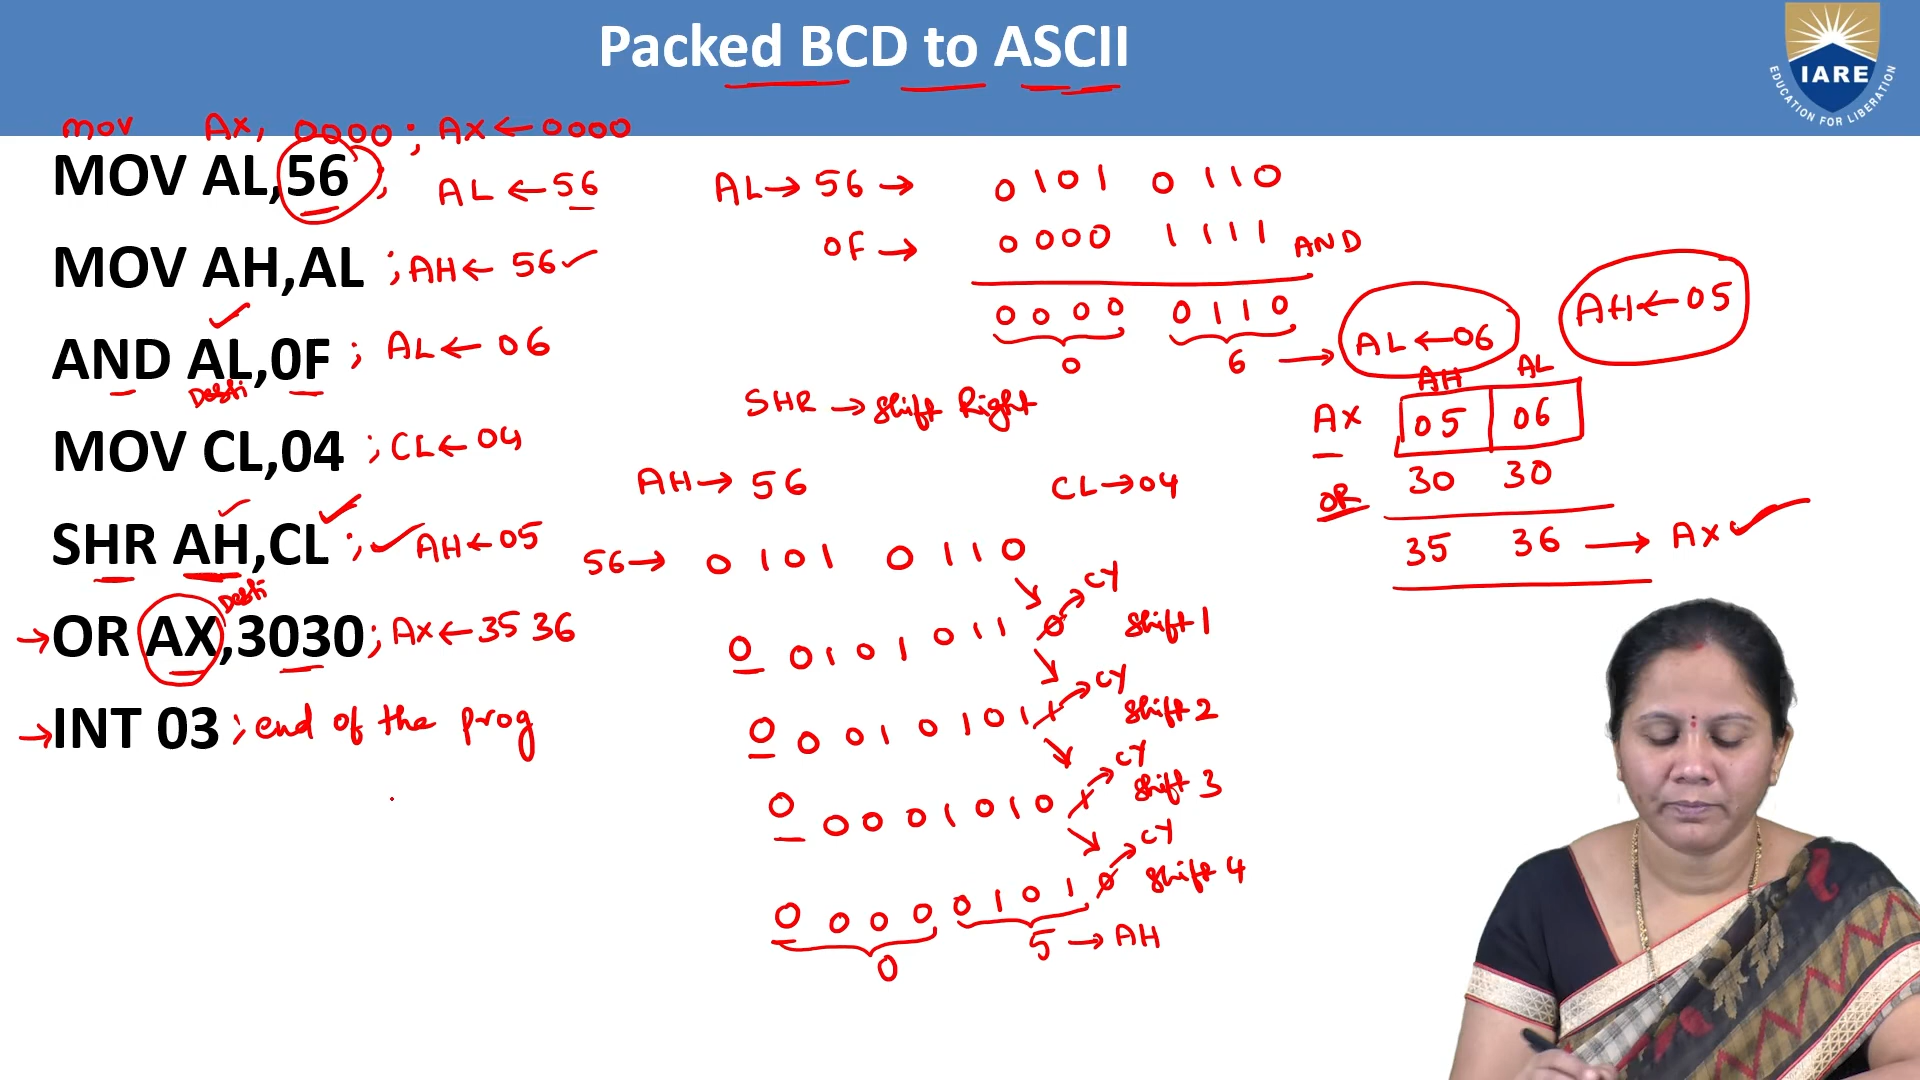 Packed BCD to ASCII
IARE
EDUCATION FOR LIBERATION
mov AX, 0000 ; AX ← 0000
MOV AL,56 ; AL ← 56
MOV AH,AL ; AH ← 56 ✓
AND AL,0F ; AL ← 06
Desti
MOV CL,04 ; CL ← 04
SHR AH,CL ; ✓ AH ← 05
Desti
→ OR AX,3030 ; AX ← 35 36
→ INT 03 ; end of the prog
AL → 56 → 0101 0110
0F → 0000 1111 AND
0000 0110
0 6 → AL ← 06
AH ← 05
SHR → Shift Right
AH AL
AX 05 06
OR 30 30
35 36 → AX ✓
AH → 56 CL → 04
56 → 0101 0110
0 0101011 0 CY Shift 1
0 0010101 1 CY Shift 2
0 0001010 1 CY Shift 3
0 0000101 0 CY Shift 4
0 5 → AH